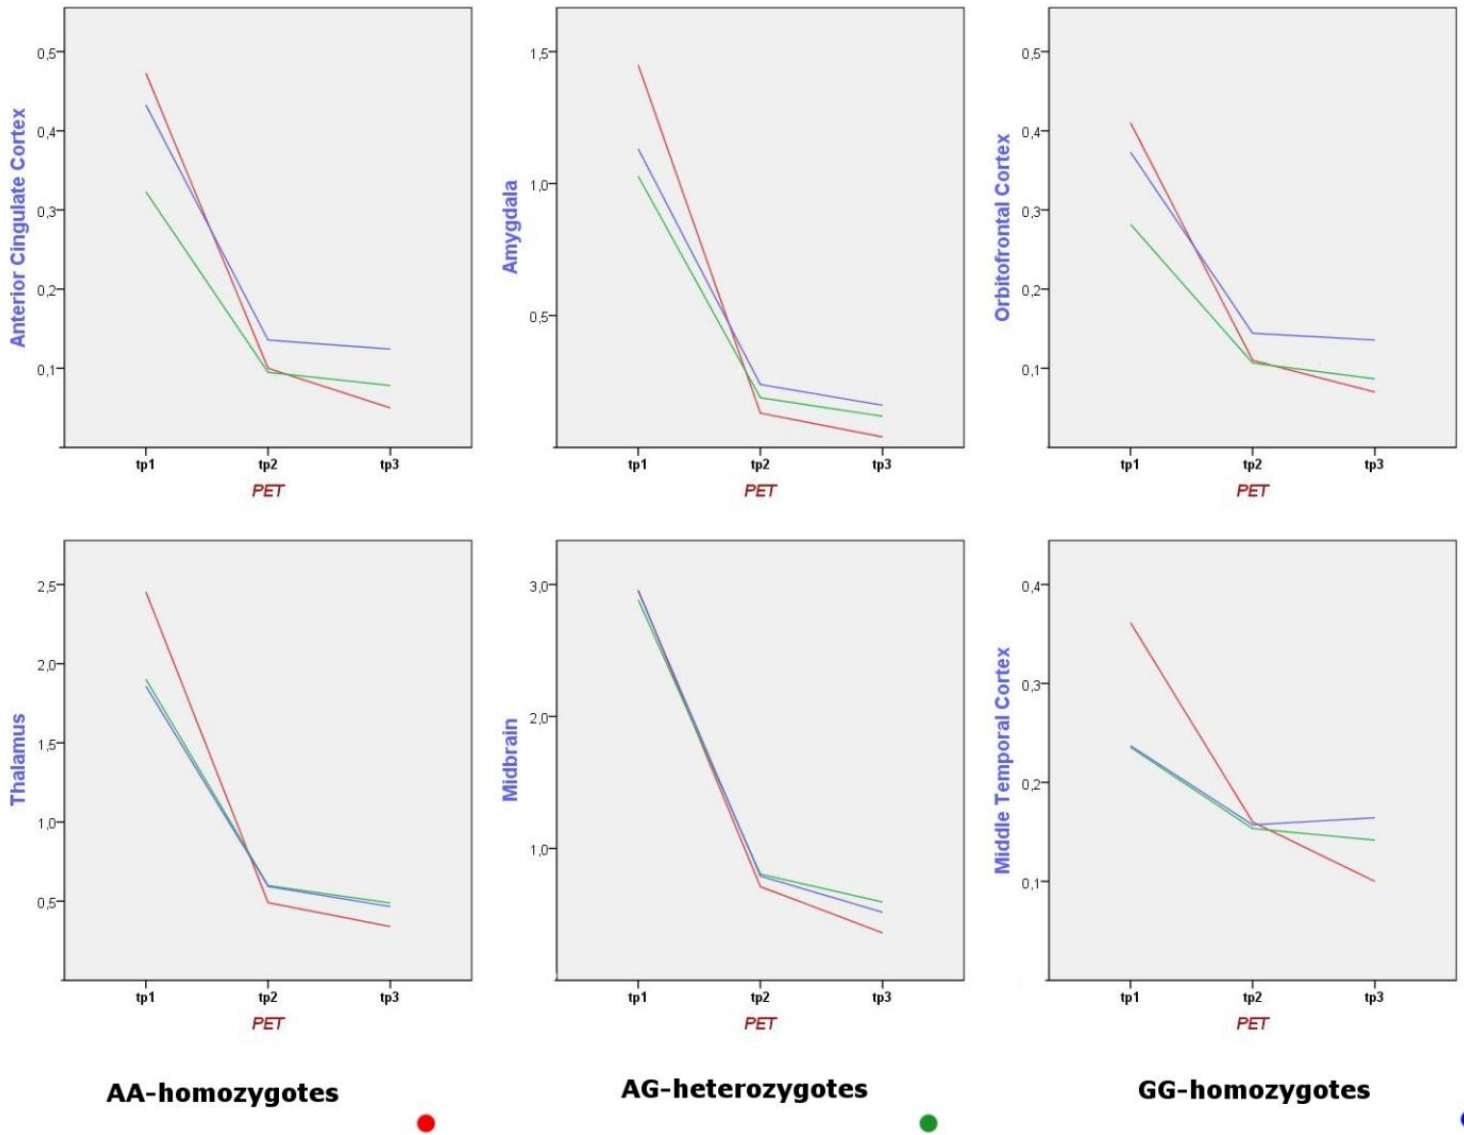 0,5
0,4
0,3
0,2
0,1
Anterior Cingulate Cortex
tp1 tp2 tp3
PET
1,5
1,0
0,5
Amygdala
tp1 tp2 tp3
PET
0,5
0,4
0,3
0,2
0,1
Orbitofrontal Cortex
tp1 tp2 tp3
PET
2,5
2,0
1,5
1,0
0,5
Thalamus
tp1 tp2 tp3
PET
3,0
2,0
1,0
Midbrain
tp1 tp2 tp3
PET
0,4
0,3
0,2
0,1
Middle Temporal Cortex
tp1 tp2 tp3
PET
AA-homozygotes
AG-heterozygotes
GG-homozygotes